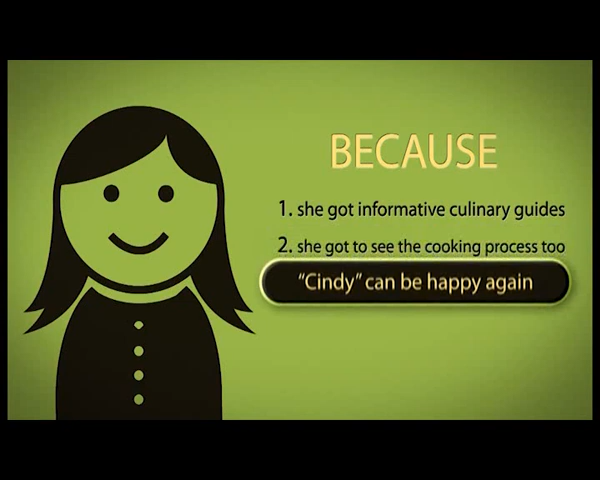 BECAUSE
1. she got informative culinary guides
2. she got to see the cooking process too
“Cindy” can be happy again